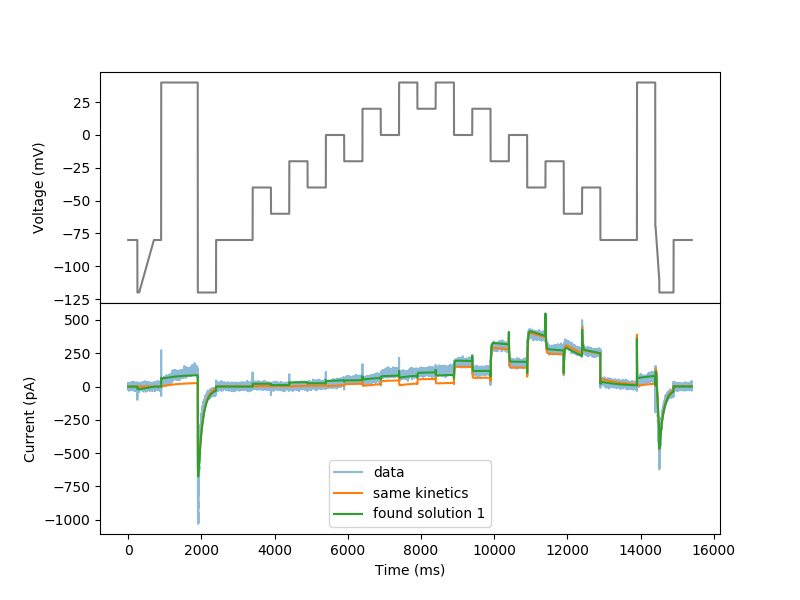 25
0
−25
−50
−75
−100
−125
Voltage (mV)
500
250
0
−250
−500
−750
−1000
Current (pA)
data
same kinetics
found solution 1
0 2000 4000 6000 8000 10000 12000 14000 16000
Time (ms)